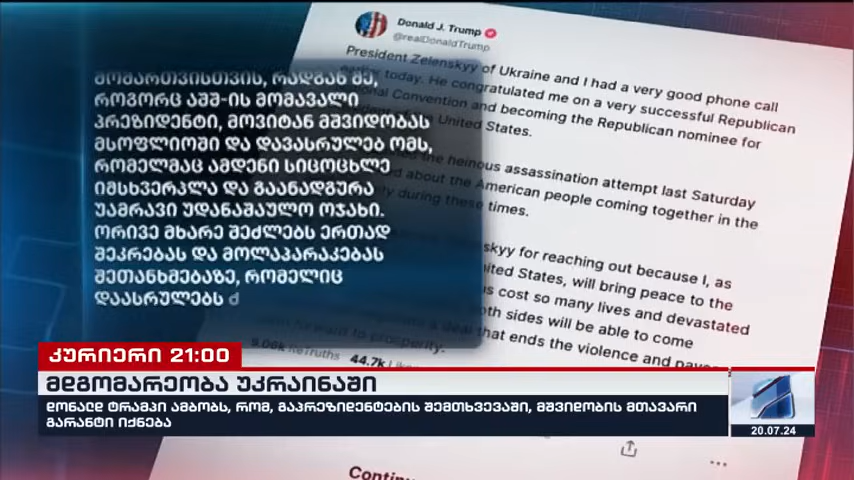 Donald J. Trump
@realDonaldTrump
President Zelenskyy of Ukraine and I had a very good phone call
earlier today. He congratulated me on a very successful Republican
Convention and becoming the Republican nominee for
United States.
heinous assassination attempt last Saturday
about the American people coming together in the
during these times.
for reaching out because I, as
States, will bring peace to the
cost so many lives and devastated
both sides will be able to come
a deal that ends the violence and
forward to prosperity.
9.06k ReTruths 44.7k
მომართვისთვის, რადგან მე,
როგორც აშშ-ის მომავალი
პრეზიდენტი, მოვიტან მშვიდობას
მსოფლიოში და დავასრულებ ომს,
რომელმაც ამდენი სიცოცხლე
იმსხვერპლა და გაანადგურა
უამრავი უდანაშაულო ოჯახი.
ორივე მხარე შეძლებს ერთად
შეკრებას და მოლაპარაკებას
შეთანხმებაზე, რომელიც
დაასრულებს ძ
კურიერი 21:00
მდგომარეობა უკრაინაში
დონალდ ტრამპი ამბობს, რომ, გაპრეზიდენტების შემთხვევაში, მშვიდობის მთავარი
გარანტი იქნება
20.07.24